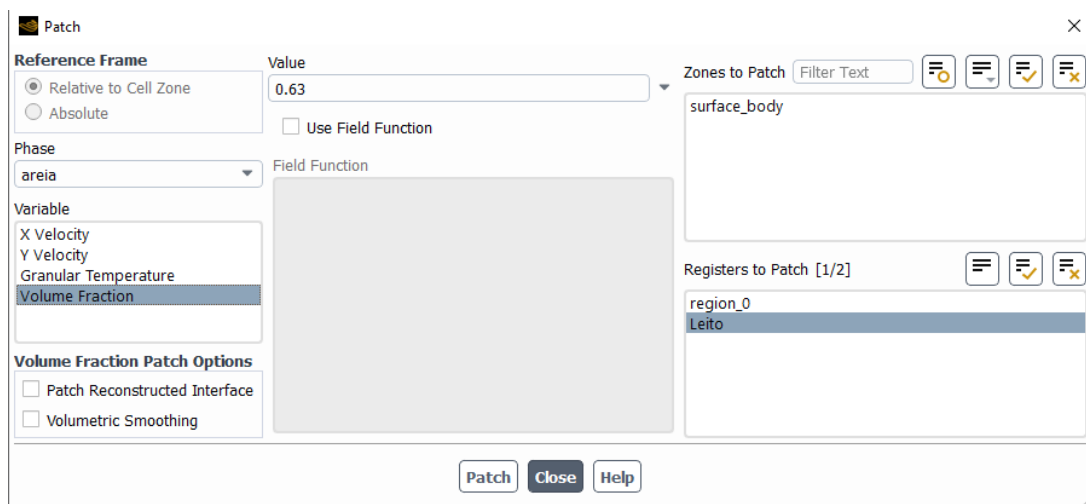 Patch
Reference Frame
Relative to Cell Zone
Absolute
Phase
areia
Variable
X Velocity
Y Velocity
Granular Temperature
Volume Fraction
Volume Fraction Patch Options
Patch Reconstructed Interface
Volumetric Smoothing
Value
0.63
Use Field Function
Field Function
Zones to Patch Filter Text
surface_body
Registers to Patch [1/2]
region_0
Leito
Patch Close Help